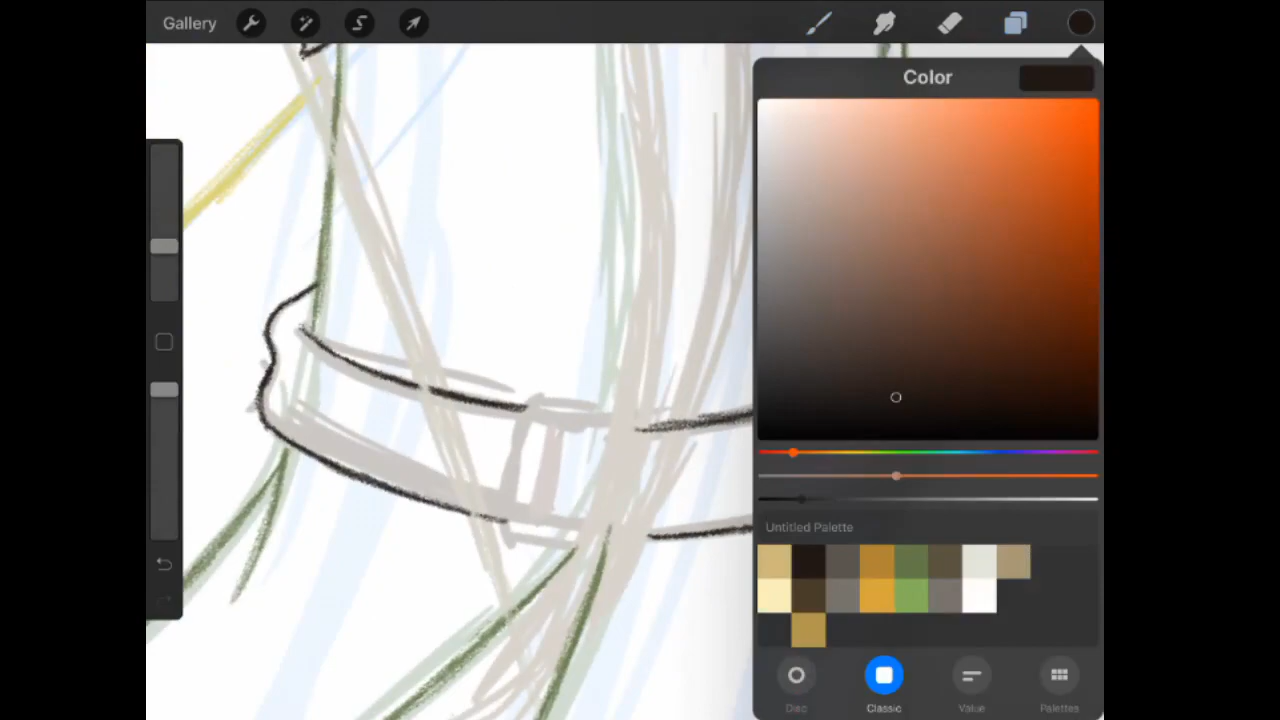 Gallery
Color
Untitled Palette
Disc
Classic
Value
Palettes